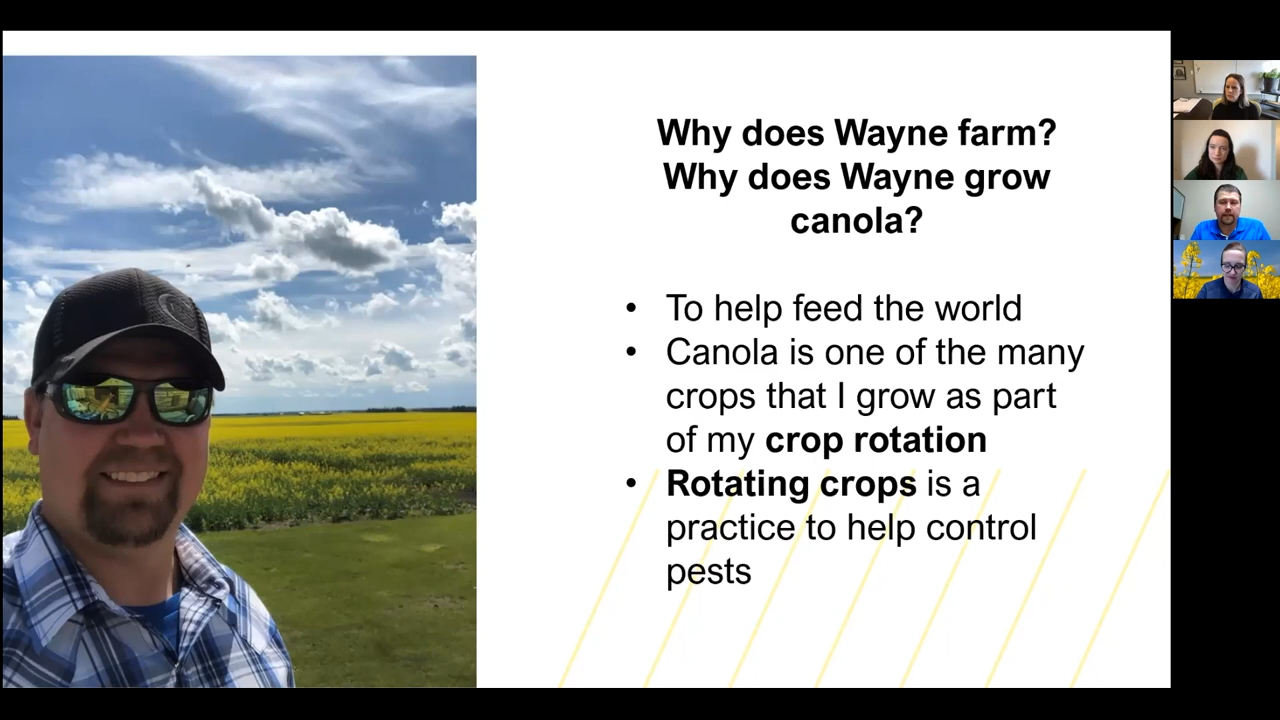 Why does Wayne farm?
Why does Wayne grow
canola?
• To help feed the world
• Canola is one of the many
crops that I grow as part
of my crop rotation
• Rotating crops is a
practice to help control
pests